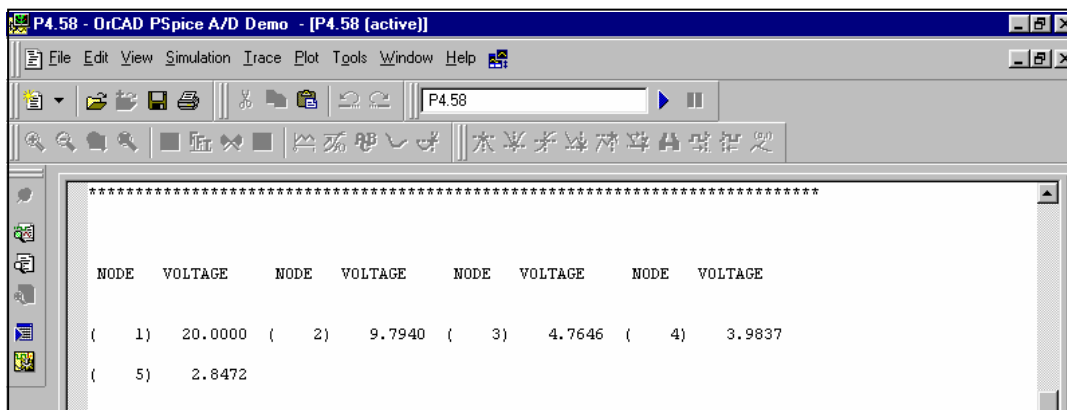 P4.58 - OrCAD PSpice A/D Demo - [P4.58 (active)]
File Edit View Simulation Trace Plot Tools Window Help
P4.58
*******************************************************************************
NODE VOLTAGE NODE VOLTAGE NODE VOLTAGE NODE VOLTAGE
( 1) 20.0000 ( 2) 9.7940 ( 3) 4.7646 ( 4) 3.9837
( 5) 2.8472